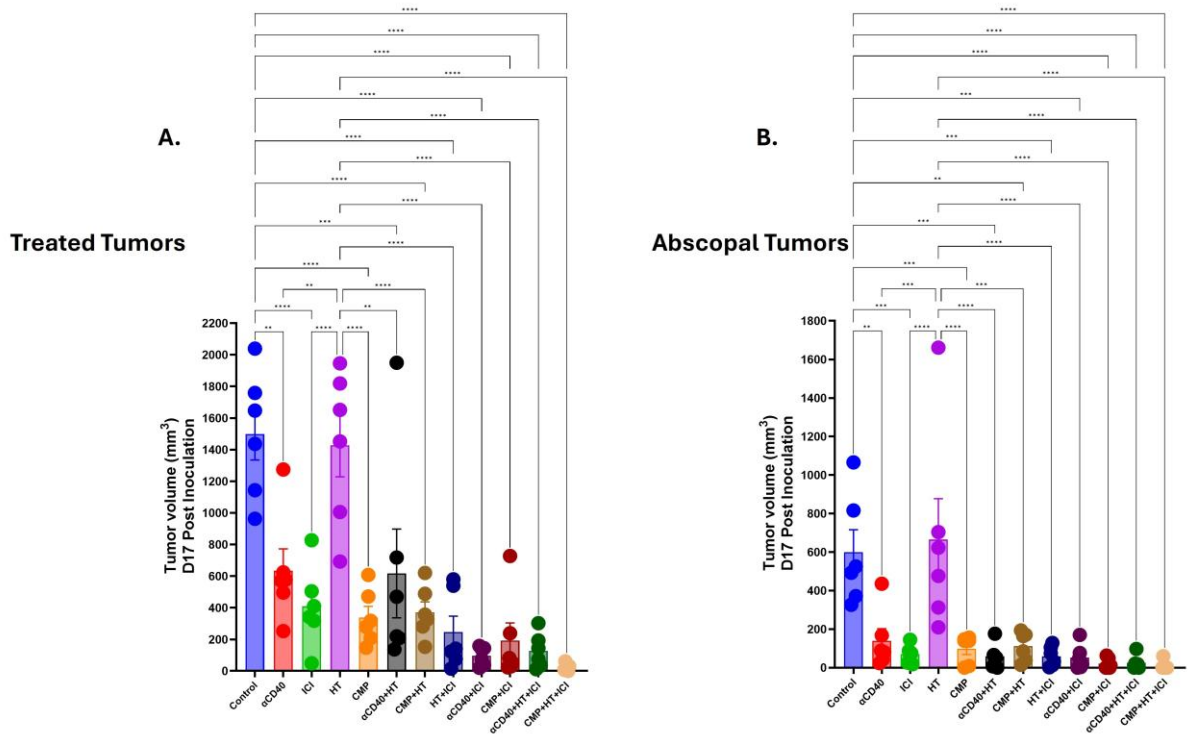 ****
****
****
****
****
****
A.
****
****
****
****
***
Treated Tumors
****
****
** ****
**** **
** **** ****
Tumor volume (mm³)
D17 Post Inoculation
2200
2000
1800
1600
1400
1200
1000
800
600
400
200
0
Control
αCD40
ICI
HT
CMP
αCD40+HT
CMP+HT
HT+ICI
αCD40+ICI
CMP+ICI
αCD40+HT+ICI
CMP+HT+ICI
****
****
****
****
***
****
B.
***
****
**
****
***
Abscopal Tumors
****
***
*** ***
*** ****
** **** ****
Tumor volume (mm³)
D17 Post Inoculation
1800
1600
1400
1200
1000
800
600
400
200
0
Control
αCD40
ICI
HT
CMP
αCD40+HT
CMP+HT
HT+ICI
αCD40+ICI
CMP+ICI
αCD40+HT+ICI
CMP+HT+ICI